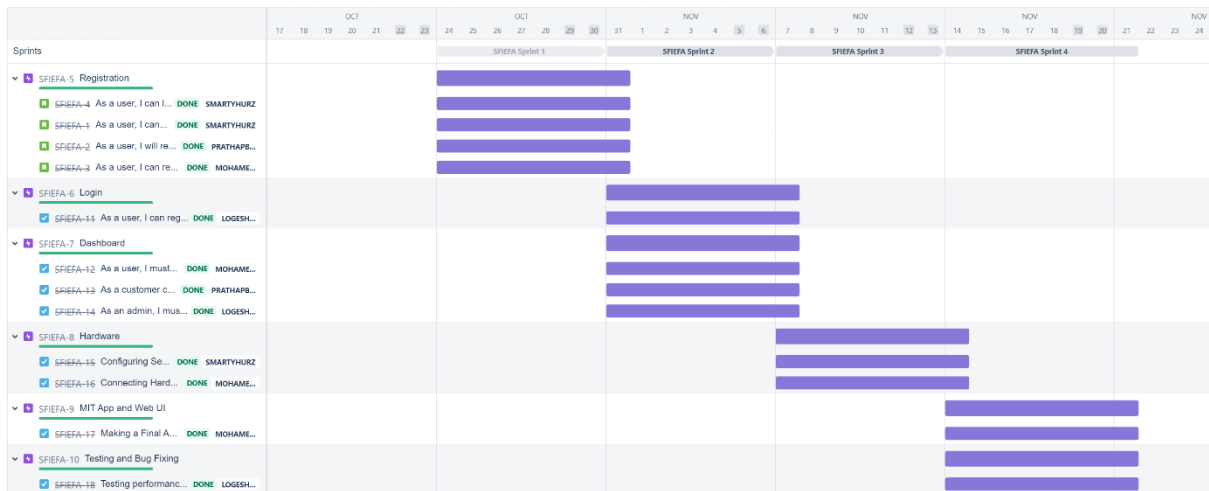 OCT OCT NOV NOV NOV NOV
17 18 19 20 21 22 23 24 25 26 27 28 29 30 31 1 2 3 4 5 6 7 8 9 10 11 12 13 14 15 16 17 18 19 20 21 22 23 24
Sprints SFIEFA Sprint 1 SFIEFA Sprint 2 SFIEFA Sprint 3 SFIEFA Sprint 4
SFIEFA-5 Registration
SFIEFA-4 As a user, I can l... DONE SMARTYHURZ
SFIEFA-1 As a user, I can... DONE SMARTYHURZ
SFIEFA-2 As a user, I will re... DONE PRATHAPB...
SFIEFA-3 As a user, I can re... DONE MOHAME...
SFIEFA-6 Login
SFIEFA-11 As a user, I can reg... DONE LOGESH...
SFIEFA-7 Dashboard
SFIEFA-12 As a user, I must... DONE MOHAME...
SFIEFA-13 As a customer c... DONE PRATHAPB...
SFIEFA-14 As an admin, I mus... DONE LOGESH...
SFIEFA-8 Hardware
SFIEFA-15 Configuring Se... DONE SMARTYHURZ
SFIEFA-16 Connecting Hard... DONE MOHAME...
SFIEFA-9 MIT App and Web UI
SFIEFA-17 Making a Final A... DONE MOHAME...
SFIEFA-10 Testing and Bug Fixing
SFIEFA-18 Testing performanc... DONE LOGESH...